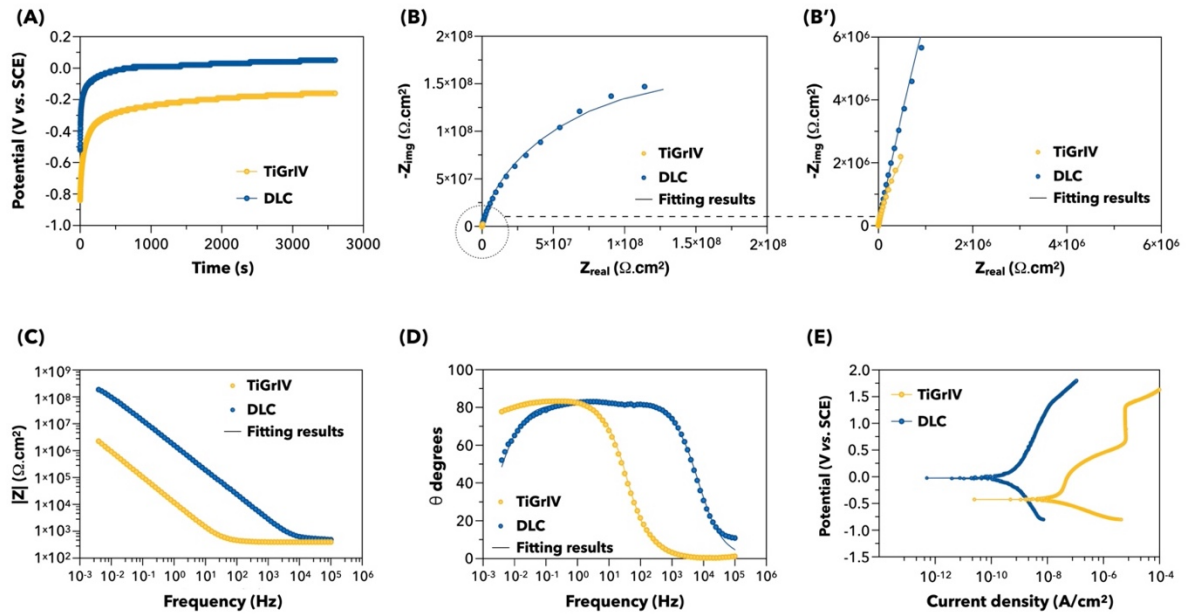 (A)
0.2
0.0
-0.2
-0.4
-0.6
-0.8
-1.0
0
1000
2000
3000
4000
Potential (V vs. SCE)
Time (s)
TiGrIV
DLC
(B)
2×10⁸
1.5×10⁸
1×10⁸
5×10⁷
0
0
5×10⁷
1×10⁸
1.5×10⁸
2×10⁸
-Zimg (Ω.cm²)
Zreal (Ω.cm²)
TiGrIV
DLC
Fitting results
(B’)
6×10⁶
4×10⁶
2×10⁶
0
0
2×10⁶
4×10⁶
6×10⁶
-Zimg (Ω.cm²)
Zreal (Ω.cm²)
TiGrIV
DLC
Fitting results
(C)
1×10⁹
1×10⁸
1×10⁷
1×10⁶
1×10⁵
1×10⁴
1×10³
1×10²
10⁻³ 10⁻² 10⁻¹ 10⁰ 10¹ 10² 10³ 10⁴ 10⁵ 10⁶
|Z| (Ω.cm²)
Frequency (Hz)
TiGrIV
DLC
Fitting results
(D)
100
80
60
40
20
0
10⁻³ 10⁻² 10⁻¹ 10⁰ 10¹ 10² 10³ 10⁴ 10⁵ 10⁶
θ degrees
Frequency (Hz)
TiGrIV
DLC
Fitting results
(E)
2.0
1.5
1.0
0.5
0.0
-0.5
-1.0
-1.5
10⁻¹² 10⁻¹⁰ 10⁻⁸ 10⁻⁶ 10⁻⁴
Potential (V vs. SCE)
Current density (A/cm²)
TiGrIV
DLC